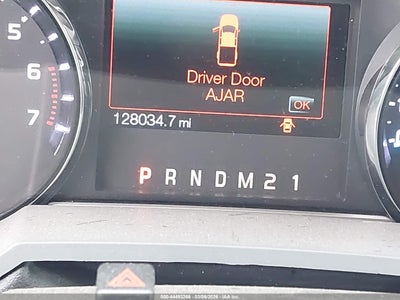 5
6
7
Driver Door
AJAR
OK
128034.7 mi
P R N D M 2 1